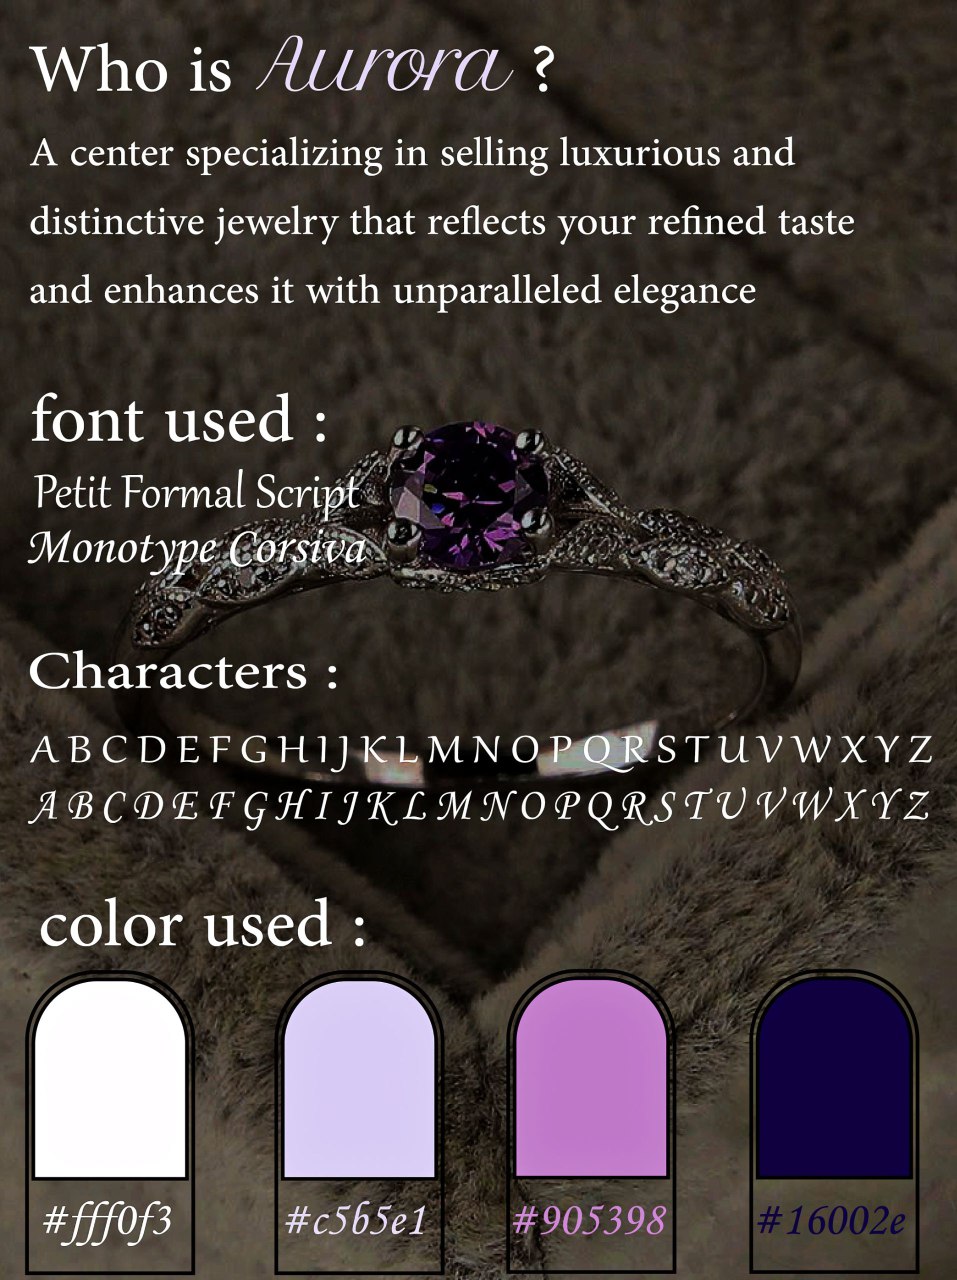 Who is Aurora ?
A center specializing in selling luxurious and
distinctive jewelry that reflects your refined taste
and enhances it with unparalleled elegance
font used :
Petit Formal Script
Monotype Corsiva
Characters :
A B C D E F G H I J K L M N O P Q R S T U V W X Y Z
A B C D E F G H I J K L M N O P Q R S T U V W X Y Z
color used :
#fff0f3 #c5b5e1 #905398 #16002e